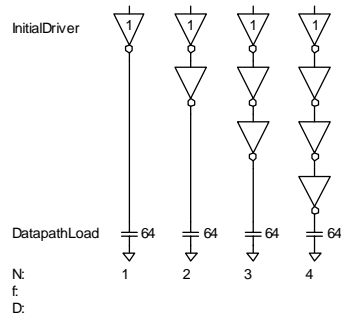 InitialDriver 1 1 1 1
DatapathLoad 64 64 64 64
N: 1 2 3 4
f:
D: